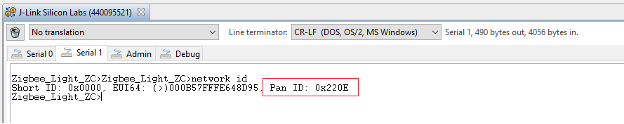 J-Link Silicon Labs (440095521)
No translation Line terminator: CR-LF (DOS, OS/2, MS Windows) Serial 1, 490 bytes out, 4056 bytes in.
Serial 0 Serial 1 Admin Debug
Zigbee_Light_ZC>Zigbee_Light_ZC>network id
Short ID: 0x0000, EUI64: (>)000B57FFFE648D95, Pan ID: 0x220E
Zigbee_Light_ZC>